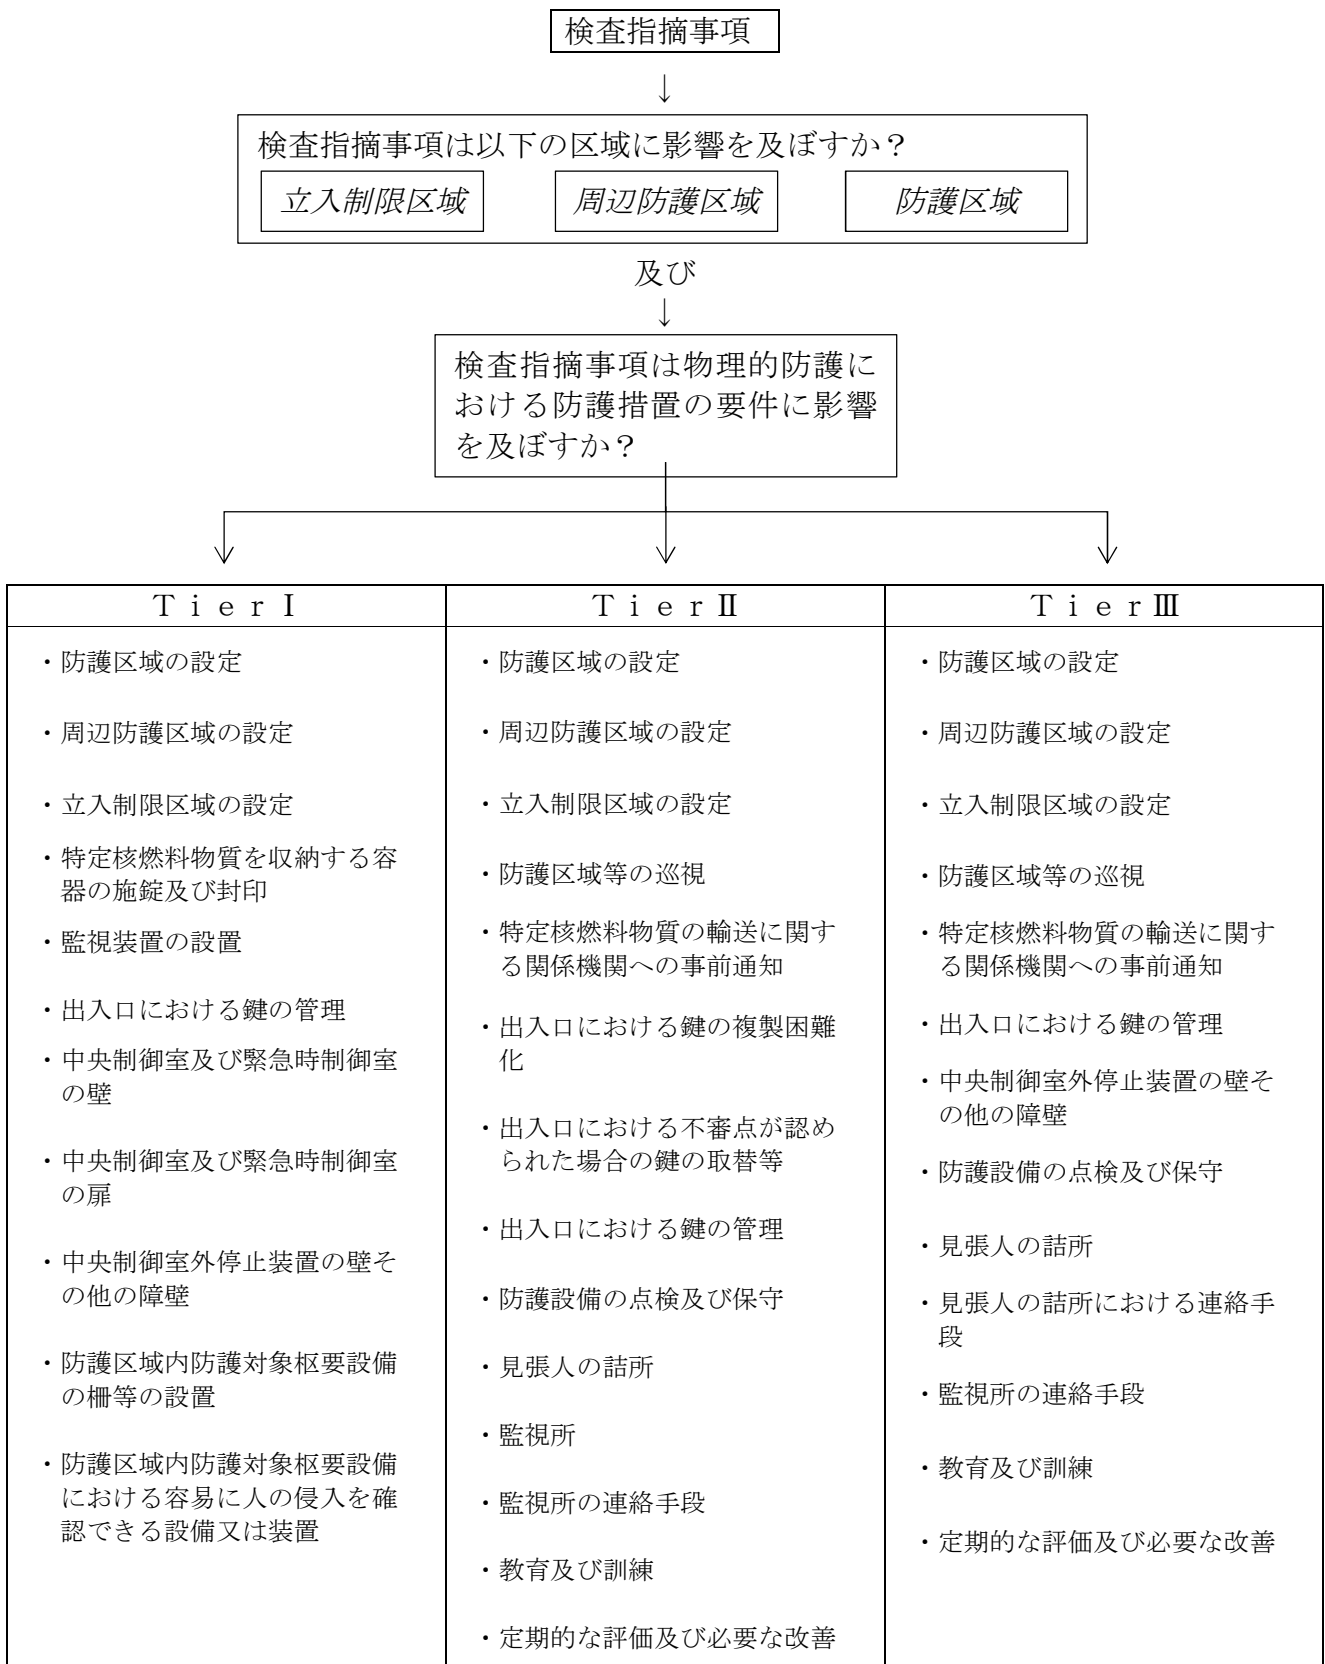 検査指摘事項
↓
検査指摘事項は以下の区域に影響を及ぼすか？
立入制限区域 周辺防護区域 防護区域
及び
↓
検査指摘事項は物理的防護に
おける防護措置の要件に影響
を及ぼすか？
ＴｉｅｒⅠ
・防護区域の設定
・周辺防護区域の設定
・立入制限区域の設定
・特定核燃料物質を収納する容
器の施錠及び封印
・監視装置の設置
・出入口における鍵の管理
・中央制御室及び緊急時制御室
の壁
・中央制御室及び緊急時制御室
の扉
・中央制御室外停止装置の壁そ
の他の障壁
・防護区域内防護対象枢要設備
の柵等の設置
・防護区域内防護対象枢要設備
における容易に人の侵入を確
認できる設備又は装置
ＴｉｅｒⅡ
・防護区域の設定
・周辺防護区域の設定
・立入制限区域の設定
・防護区域等の巡視
・特定核燃料物質の輸送に関す
る関係機関への事前通知
・出入口における鍵の複製困難
化
・出入口における不審点が認め
られた場合の鍵の取替等
・出入口における鍵の管理
・防護設備の点検及び保守
・見張人の詰所
・監視所
・監視所の連絡手段
・教育及び訓練
・定期的な評価及び必要な改善
ＴｉｅｒⅢ
・防護区域の設定
・周辺防護区域の設定
・立入制限区域の設定
・防護区域等の巡視
・特定核燃料物質の輸送に関す
る関係機関への事前通知
・出入口における鍵の管理
・中央制御室外停止装置の壁そ
の他の障壁
・防護設備の点検及び保守
・見張人の詰所
・見張人の詰所における連絡手
段
・監視所の連絡手段
・教育及び訓練
・定期的な評価及び必要な改善